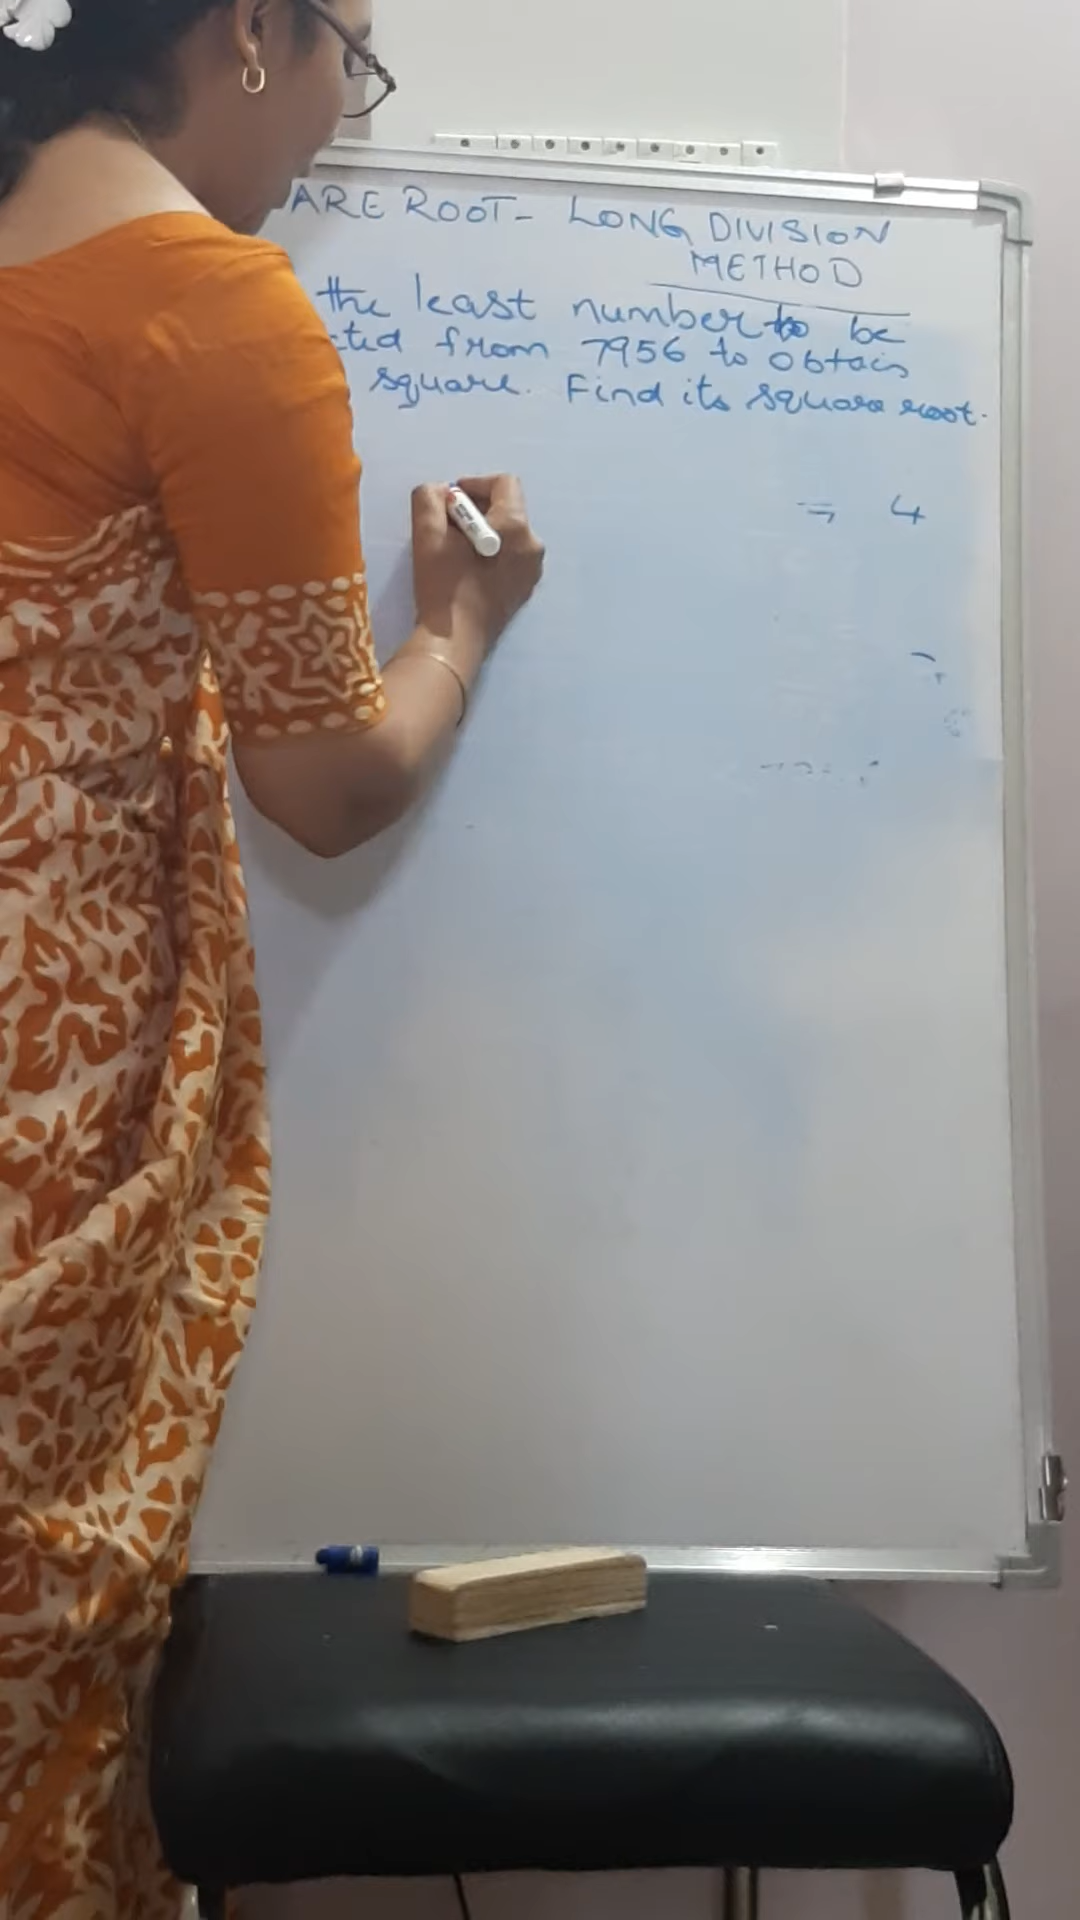 ARE ROOT - LONG DIVISION
METHOD
the least number to be
cted from 7956 to obtain
square. Find its square root.
= 4